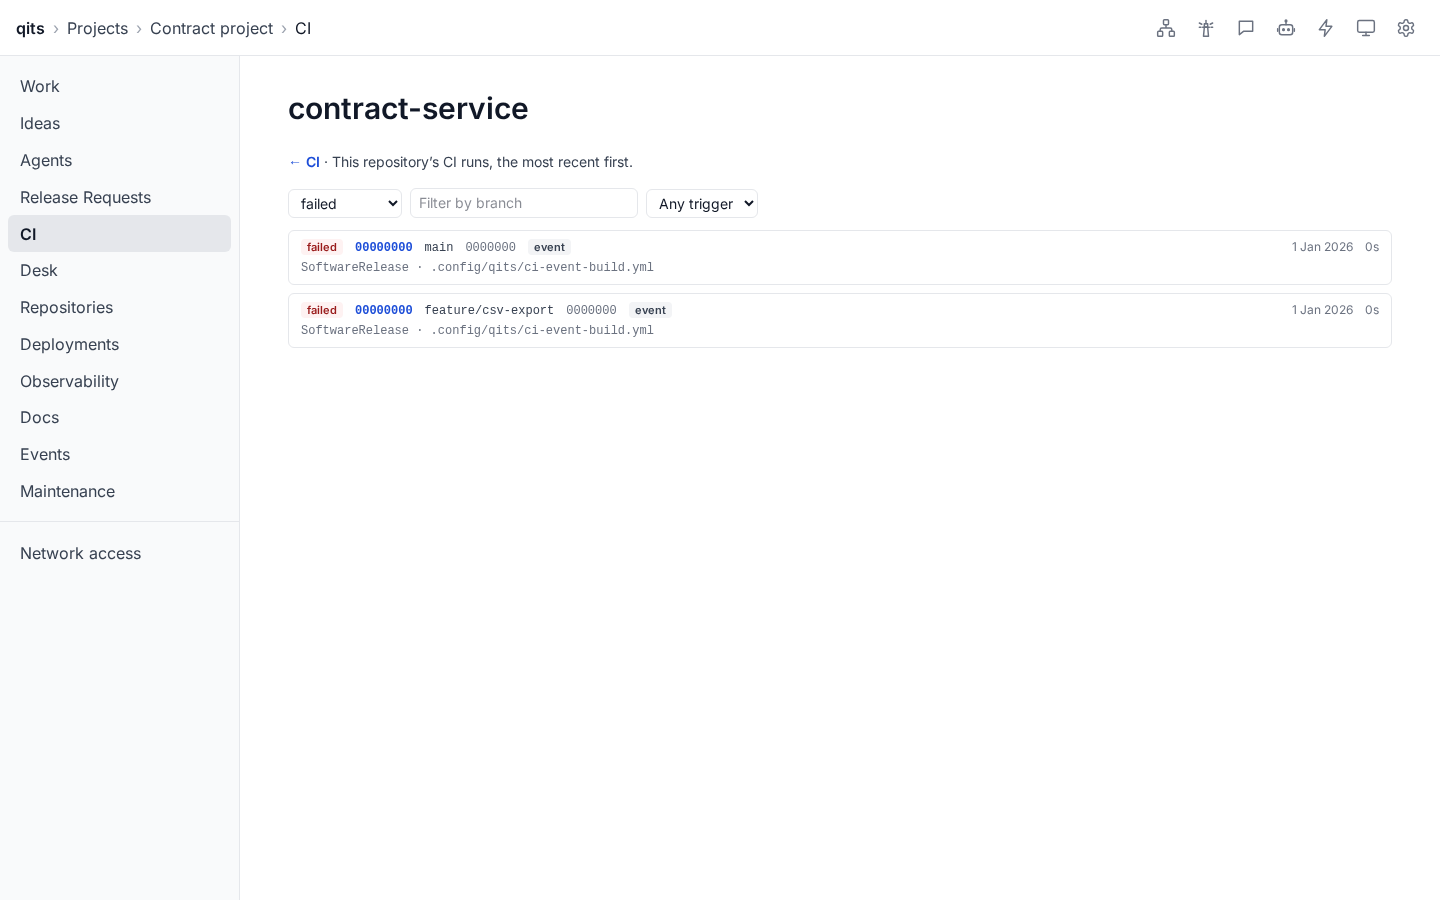 qits › Projects › Contract project › CI
Work
Ideas
Agents
Release Requests
CI
Desk
Repositories
Deployments
Observability
Docs
Events
Maintenance
Network access
contract-service
← CI · This repository’s CI runs, the most recent first.
failed Filter by branch Any trigger
failed 00000000 main 0000000 event 1 Jan 2026 0s
SoftwareRelease · .config/qits/ci-event-build.yml
failed 00000000 feature/csv-export 0000000 event 1 Jan 2026 0s
SoftwareRelease · .config/qits/ci-event-build.yml